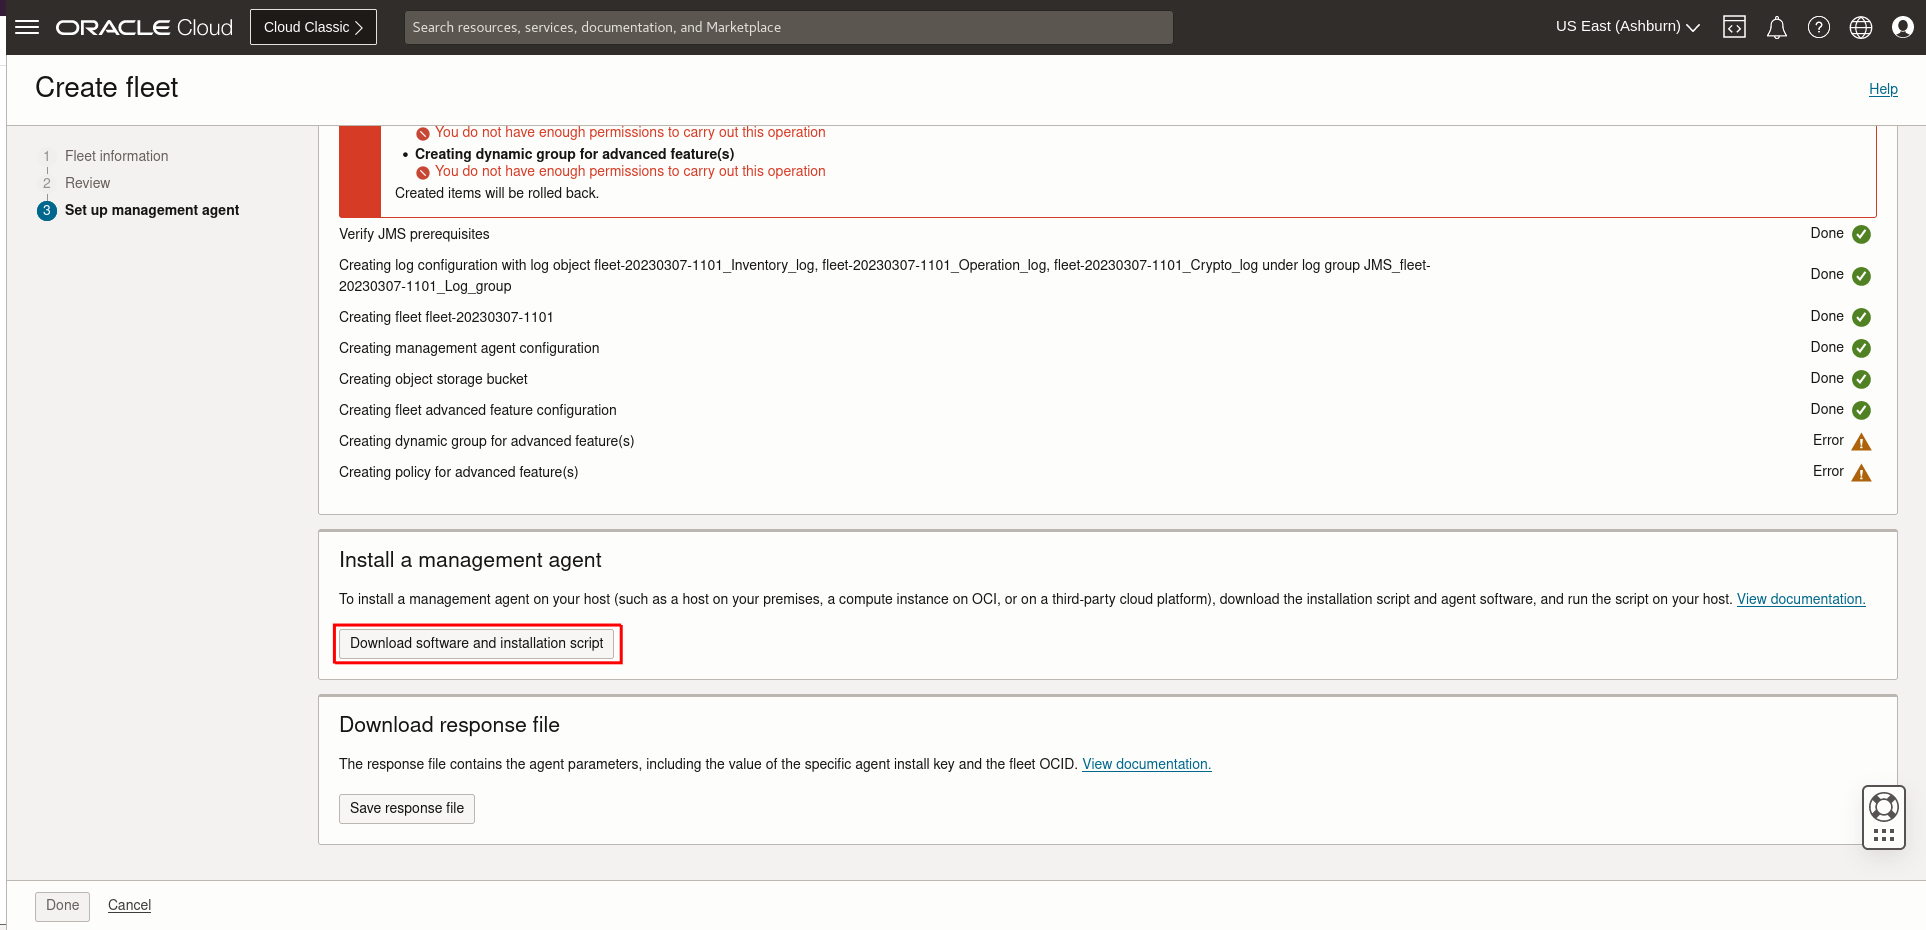 ORACLE Cloud
Cloud Classic
Search resources, services, documentation, and Marketplace
US East (Ashburn)
Create fleet
Help
1 Fleet information
2 Review
3 Set up management agent
You do not have enough permissions to carry out this operation
• Creating dynamic group for advanced feature(s)
You do not have enough permissions to carry out this operation
Created items will be rolled back.
Verify JMS prerequisites Done
Creating log configuration with log object fleet-20230307-1101_Inventory_log, fleet-20230307-1101_Operation_log, fleet-20230307-1101_Crypto_log under log group JMS_fleet-
20230307-1101_Log_group Done
Creating fleet fleet-20230307-1101 Done
Creating management agent configuration Done
Creating object storage bucket Done
Creating fleet advanced feature configuration Done
Creating dynamic group for advanced feature(s) Error
Creating policy for advanced feature(s) Error
Install a management agent
To install a management agent on your host (such as a host on your premises, a compute instance on OCI, or on a third-party cloud platform), download the installation script and agent software, and run the script on your host. View documentation.
Download software and installation script
Download response file
The response file contains the agent parameters, including the value of the specific agent install key and the fleet OCID. View documentation.
Save response file
Done Cancel